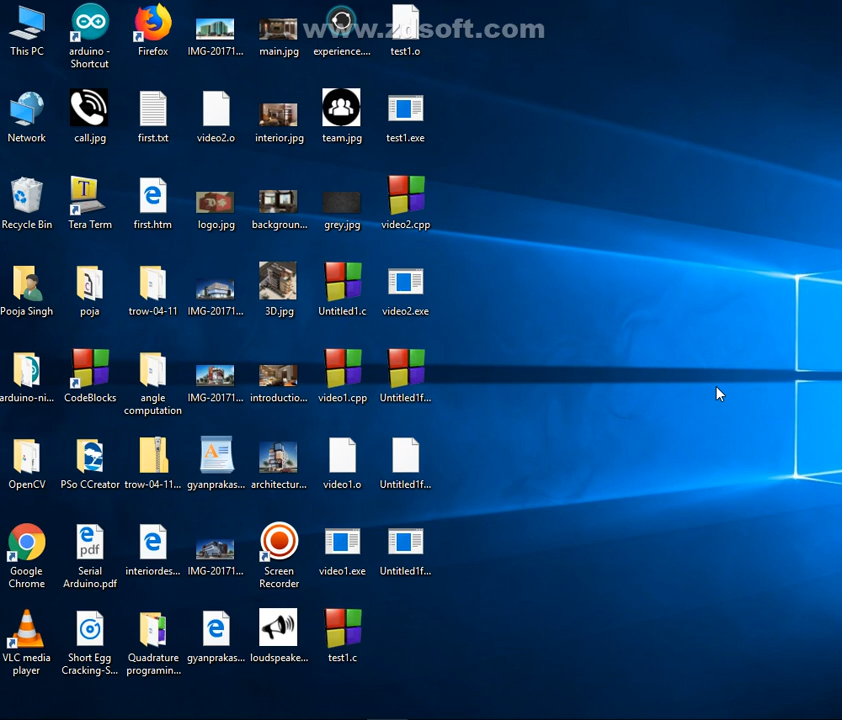 www.zdsoft.com
This PC
arduino -
Shortcut
Firefox
IMG-20171...
main.jpg
experience....
test1.o
Network
call.jpg
first.txt
video2.o
interior.jpg
team.jpg
test1.exe
Recycle Bin
Tera Term
first.htm
logo.jpg
backgroun...
grey.jpg
video2.cpp
Pooja Singh
poja
trow-04-11
IMG-20171...
3D.jpg
Untitled1.c
video2.exe
arduino-ni...
CodeBlocks
angle
computation
IMG-20171...
introductio...
video1.cpp
Untitled1f...
OpenCV
PSo CCreator
trow-04-11...
gyanprakas...
architectur...
video1.o
Untitled1f...
Google
Chrome
pdf
Serial
Arduino.pdf
interiordes...
IMG-20171...
Screen
Recorder
video1.exe
Untitled1f...
VLC media
player
Short Egg
Cracking-S...
Quadrature
programin...
gyanprakas...
loudspeake...
test1.c